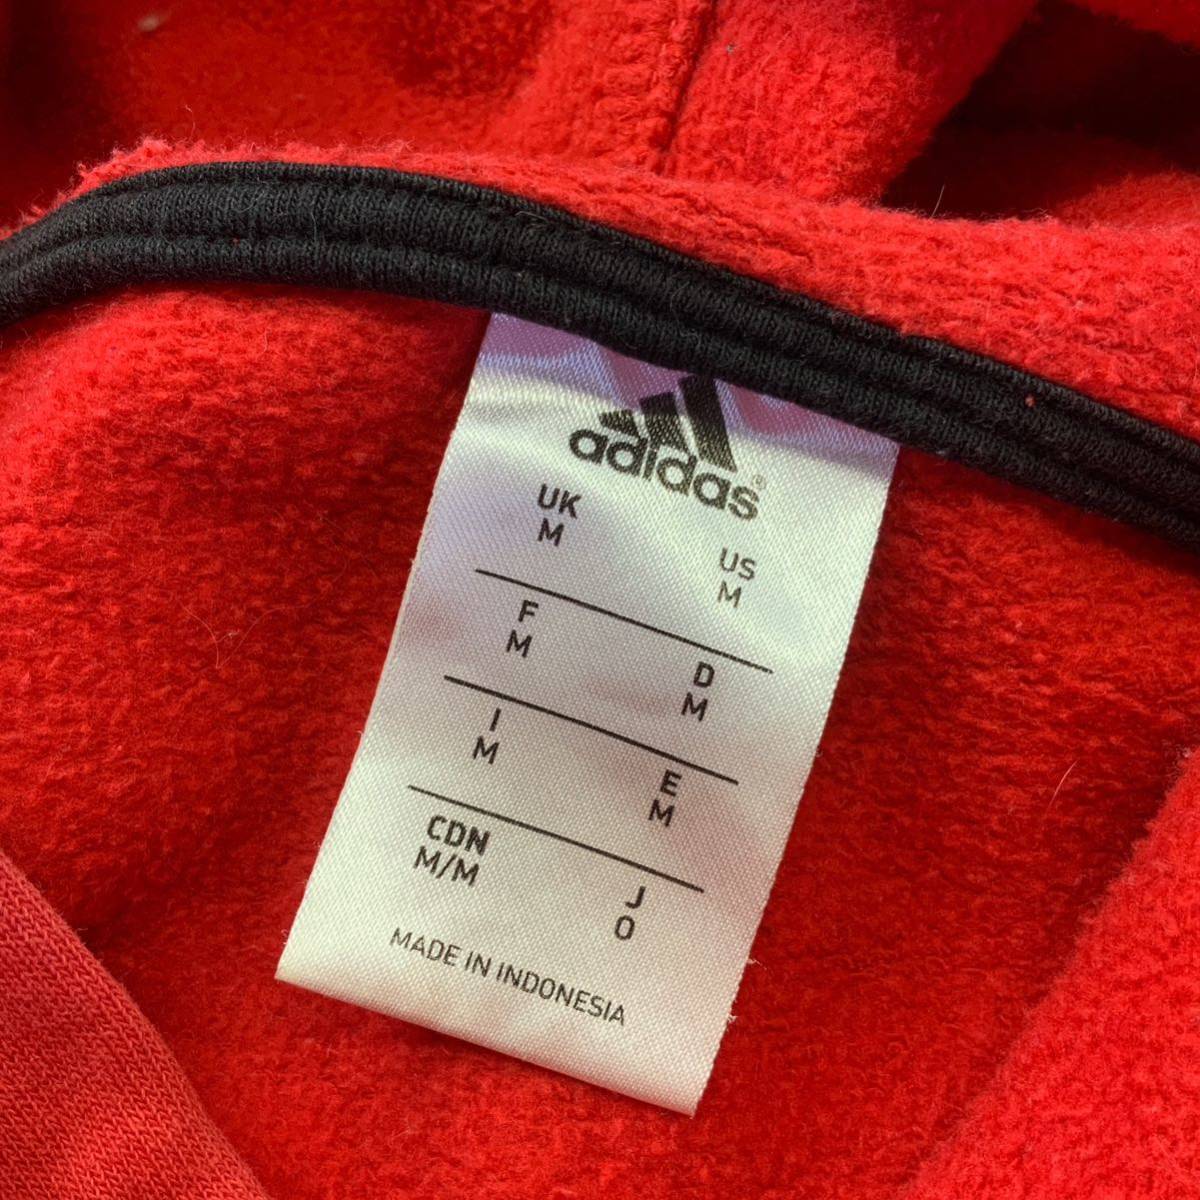 adidas®
UK US
M M
F D
M M
I E
M M
CDN J
M/M O
MADE IN INDONESIA